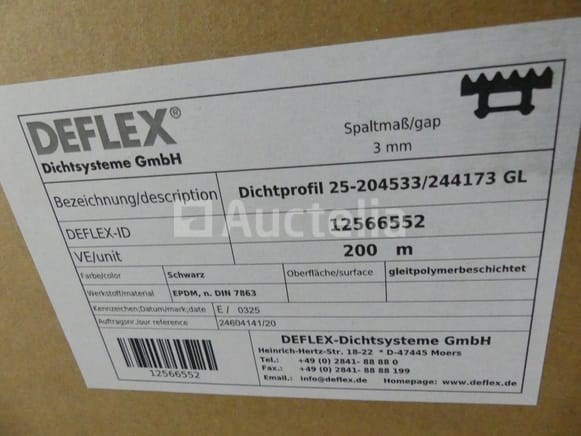 DEFLEX®
Dichtsysteme GmbH
Spaltmaß/gap
3 mm
Bezeichnung/description Dichtprofil 25-204533/244173 GL
DEFLEX-ID 12566552
VE/unit 200 m
Farbe/color Schwarz Oberfläche/surface gleitpolymerbeschichtet
Werkstoff/material EPDM, n. DIN 7863
Kennzeichen;Datum/mark;date E / 0325
Auftragsnr./our reference 24604141/20
12566552
DEFLEX-Dichtsysteme GmbH
Heinrich-Hertz-Str. 18-22 * D-47445 Moers
Tel.: +49 (0) 2841- 88 88 0
Fax.: +49 (0) 2841- 88 88 199
Email.: info@deflex.de Homepage: www.deflex.de
Auctelia